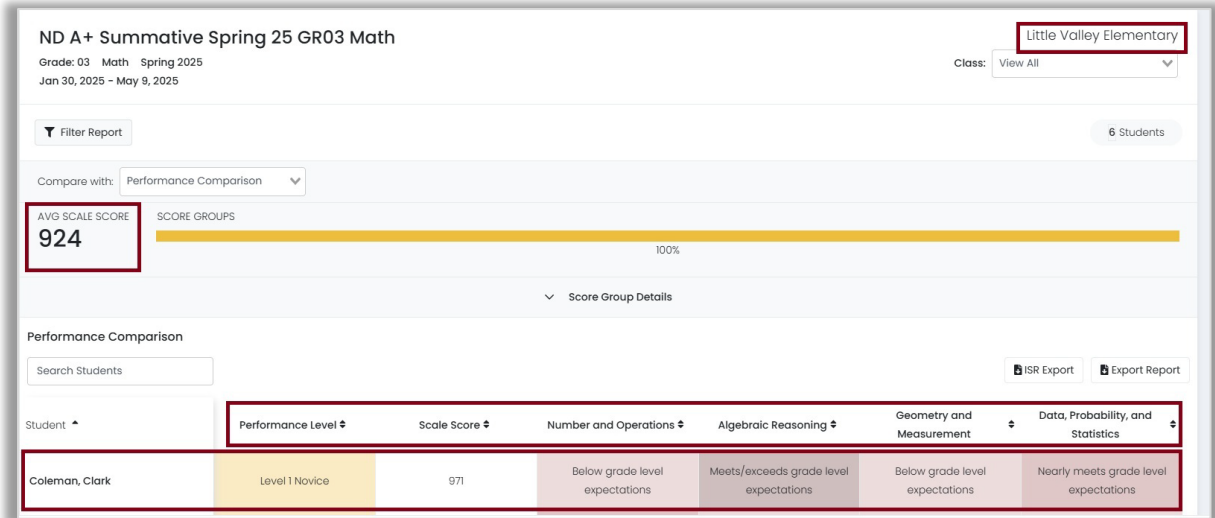 ND A+ Summative Spring 25 GR03 Math
Little Valley Elementary
Grade: 03 Math Spring 2025
Class: View All
Jan 30, 2025 - May 9, 2025
Filter Report
6 Students
Compare with: Performance Comparison
AVG SCALE SCORE
SCORE GROUPS
924
100%
Score Group Details
Performance Comparison
Search Students
ISR Export
Export Report
Student
Performance Level
Scale Score
Number and Operations
Algebraic Reasoning
Geometry and
Measurement
Data, Probability, and
Statistics
Coleman, Clark
Level 1 Novice
971
Below grade level
expectations
Meets/exceeds grade level
expectations
Below grade level
expectations
Nearly meets grade level
expectations